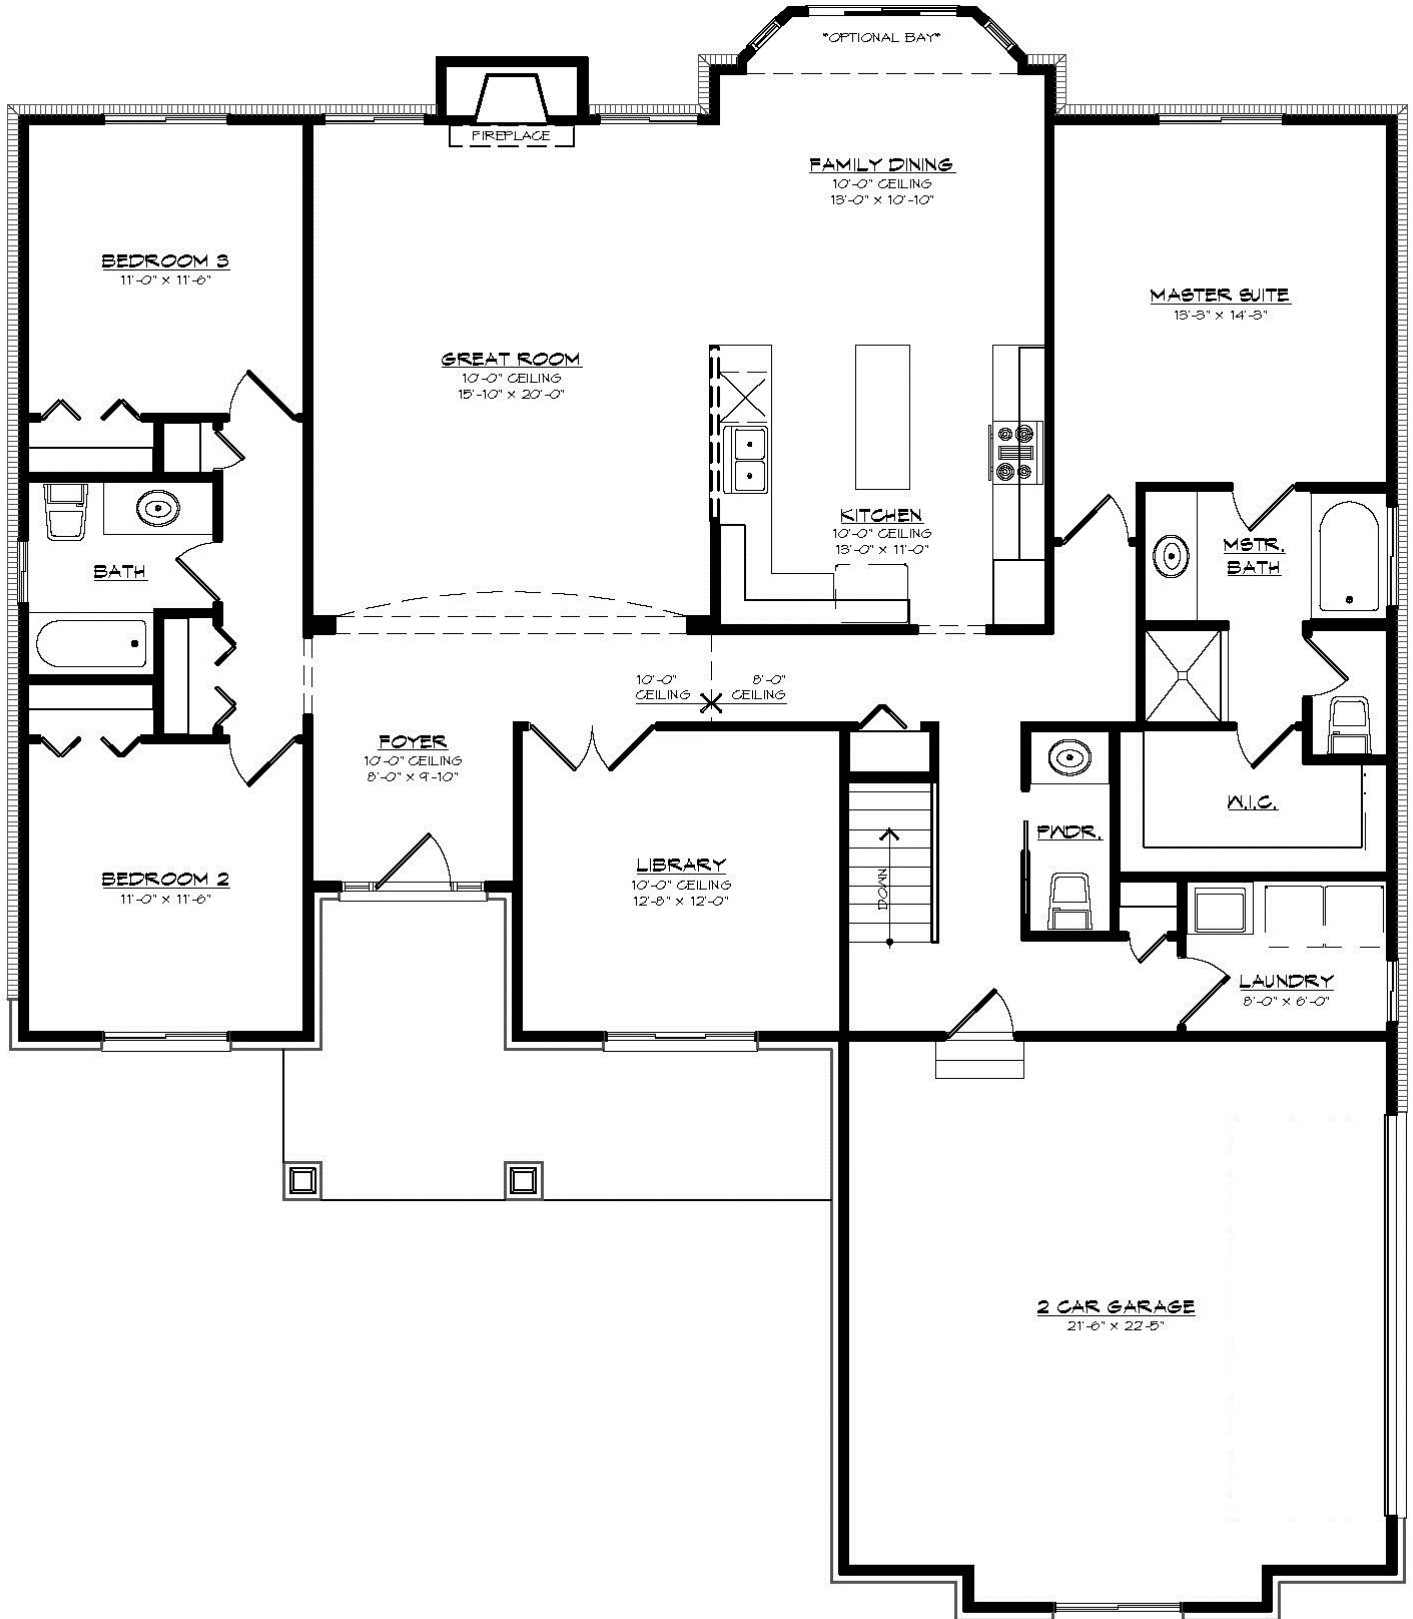 *OPTIONAL BAY*
FIREPLACE
FAMILY DINING
10'-0" CEILING
13'-0" x 10'-10"
BEDROOM 3
11'-0" x 11'-6"
MASTER SUITE
13'-3" x 14'-3"
GREAT ROOM
10'-0" CEILING
15'-10" x 20'-0"
KITCHEN
10'-0" CEILING
13'-0" x 11'-0"
MSTR.
BATH
BATH
10'-0"
CEILING
8'-0"
CEILING
FOYER
10'-0" CEILING
8'-0" x 9'-10"
W.I.C.
PWDR.
LIBRARY
10'-0" CEILING
12'-8" x 12'-0"
DOWN
BEDROOM 2
11'-0" x 11'-6"
LAUNDRY
8'-0" x 6'-0"
2 CAR GARAGE
21'-6" x 22'-5"